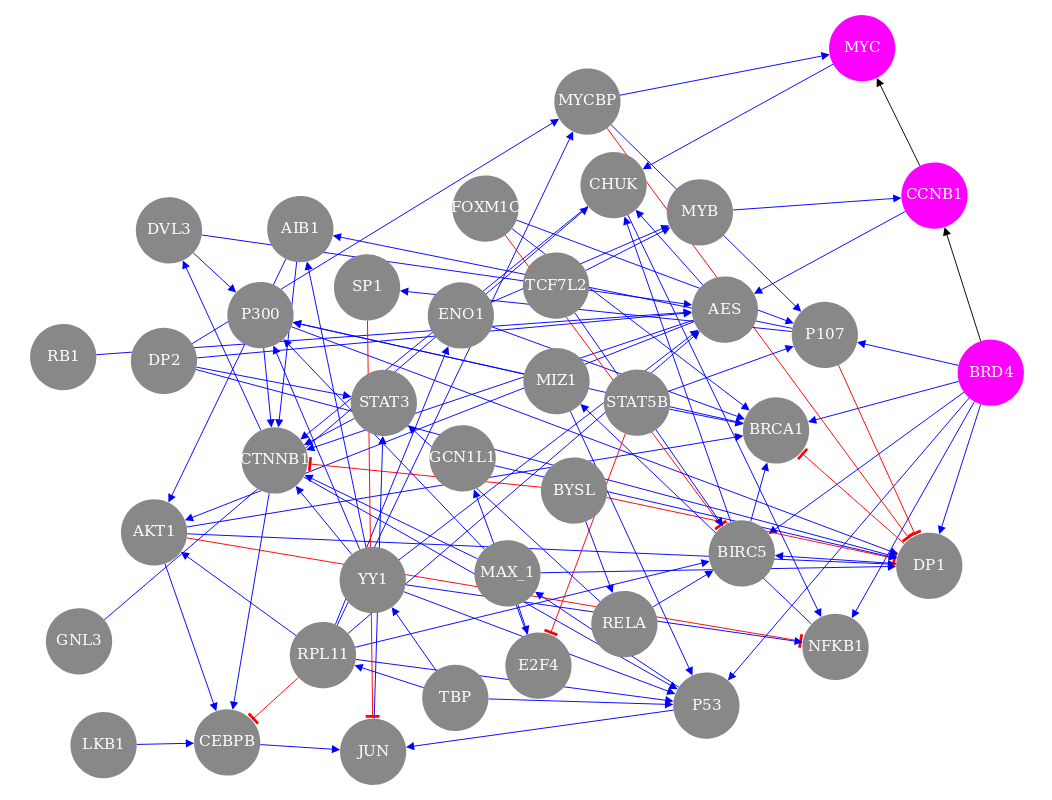 MYC
MYCBP
CHUK
CCNB1
FOXM1C
MYB
DVL3
AIB1
SP1
TCF7L2
P300
ENO1
AES
P107
RB1
DP2
BRD4
MIZ1
STAT3
STAT5B
BRCA1
CTNNB1
GCN1L1
BYSL
AKT1
BIRC5
DP1
YY1
MAX_1
RELA
GNL3
RPL11
E2F4
NFKB1
TBP
P53
LKB1
CEBPB
JUN